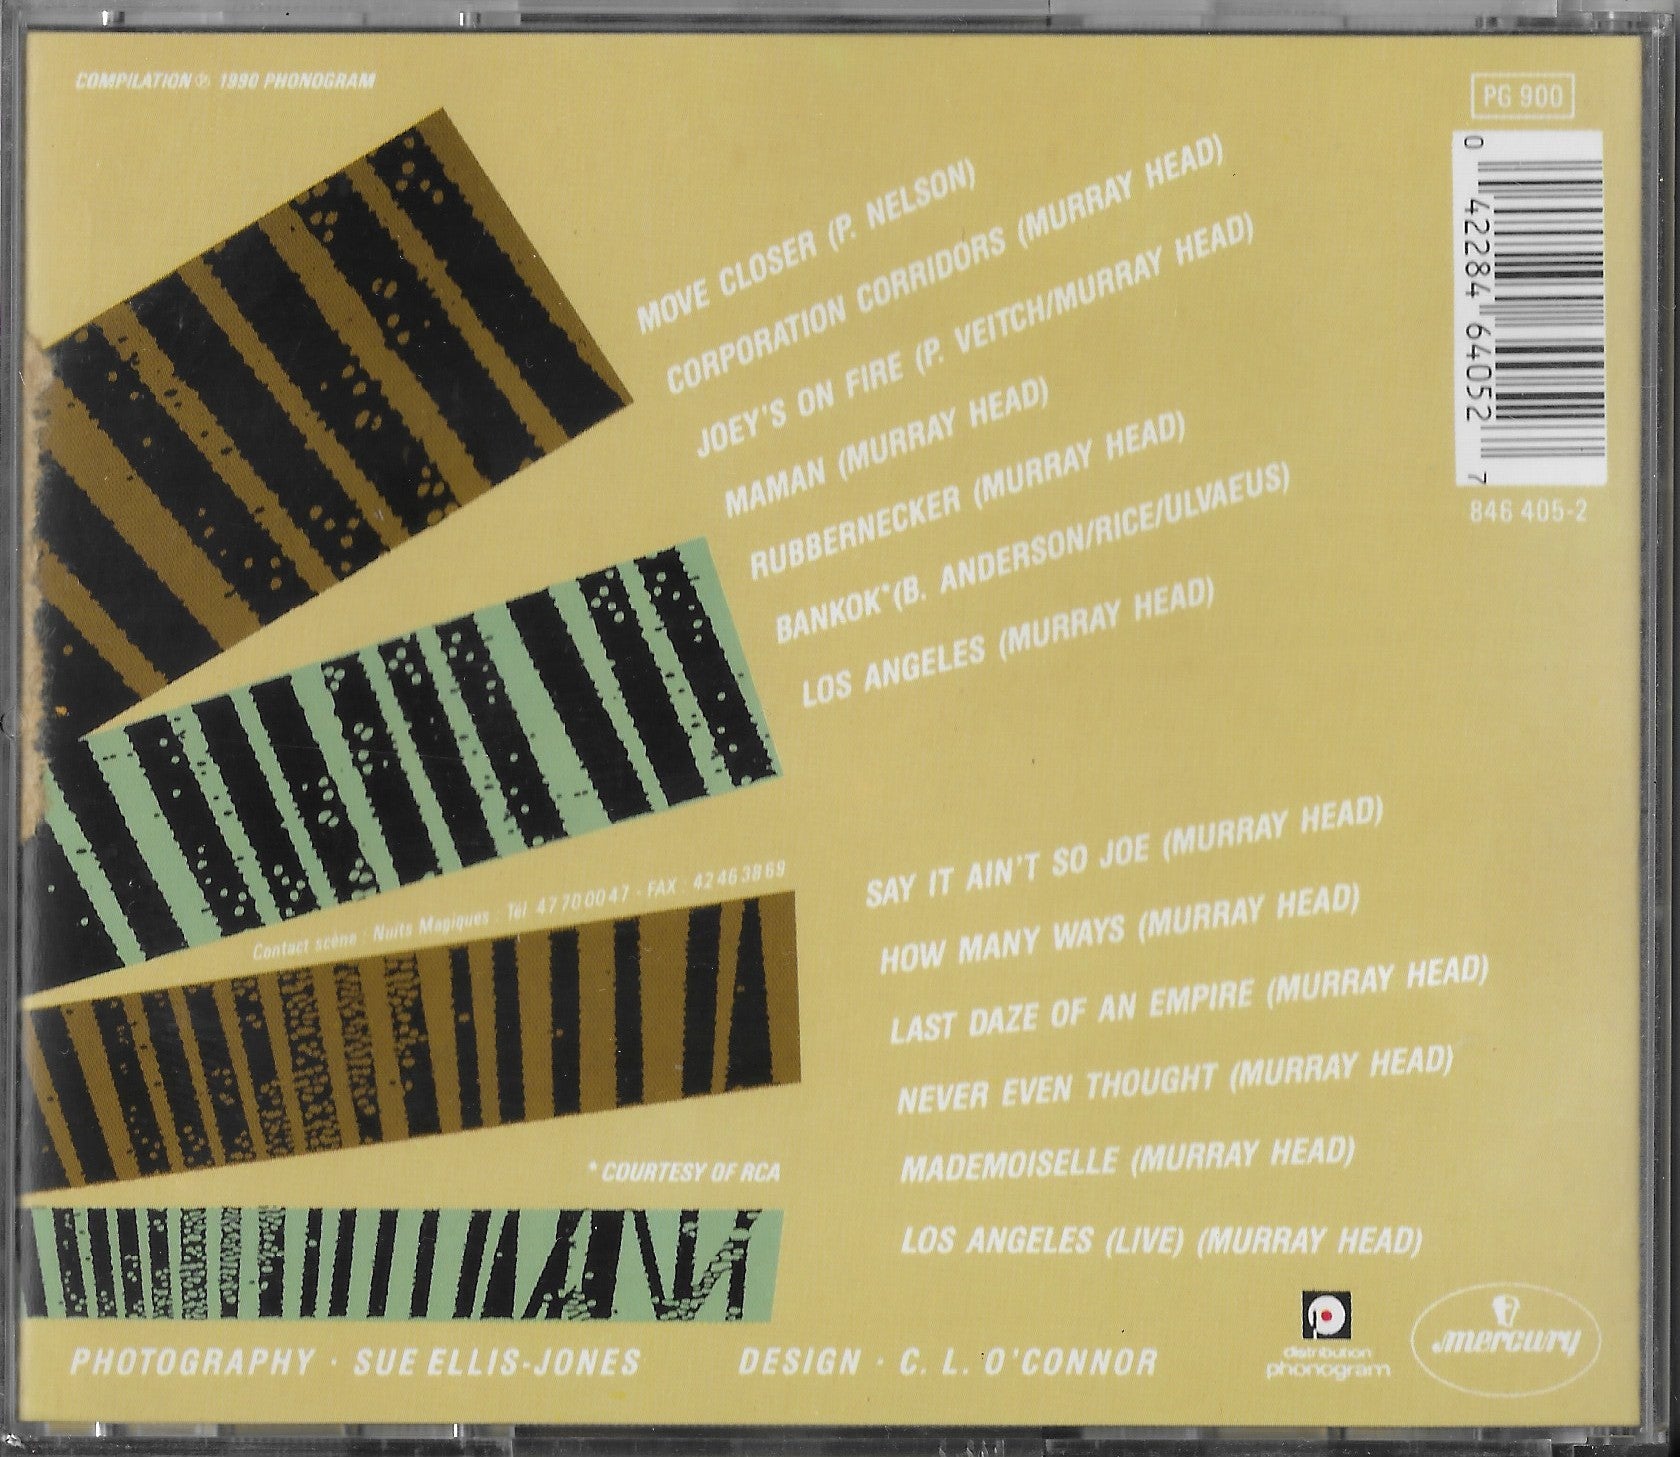 COMPILATION ℗ 1990 PHONOGRAM
PG 900
0 42284 64052 7
846 405-2
MOVE CLOSER (P. NELSON)
CORPORATION CORRIDORS (MURRAY HEAD)
JOEY'S ON FIRE (P. VEITCH/MURRAY HEAD)
MAMAN (MURRAY HEAD)
RUBBERNECKER (MURRAY HEAD)
BANKOK*(B. ANDERSON/RICE/ULVAEUS)
LOS ANGELES (MURRAY HEAD)
SAY IT AIN'T SO JOE (MURRAY HEAD)
HOW MANY WAYS (MURRAY HEAD)
LAST DAZE OF AN EMPIRE (MURRAY HEAD)
NEVER EVEN THOUGHT (MURRAY HEAD)
MADEMOISELLE (MURRAY HEAD)
LOS ANGELES (LIVE) (MURRAY HEAD)
Contact scène : Nuits Magiques : Tél 47 70 00 47 - FAX : 42 46 38 69
* COURTESY OF RCA
PHOTOGRAPHY · SUE ELLIS-JONES
DESIGN · C. L. O'CONNOR
distribution
phonogram
mercury